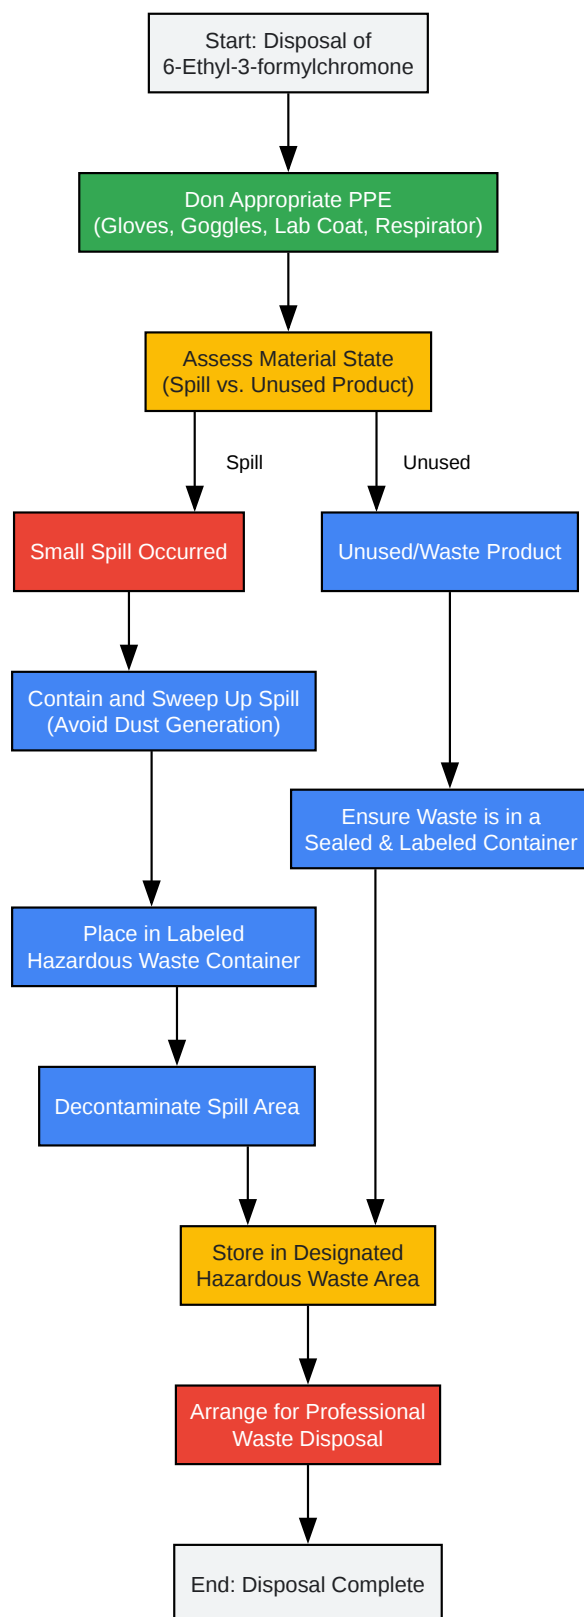 Start: Disposal of
6-Ethyl-3-formylchromone
Don Appropriate PPE
(Gloves, Goggles, Lab Coat, Respirator)
Assess Material State
(Spill vs. Unused Product)
Spill
Unused
Small Spill Occurred
Unused/Waste Product
Contain and Sweep Up Spill
(Avoid Dust Generation)
Ensure Waste is in a
Sealed & Labeled Container
Place in Labeled
Hazardous Waste Container
Decontaminate Spill Area
Store in Designated
Hazardous Waste Area
Arrange for Professional
Waste Disposal
End: Disposal Complete